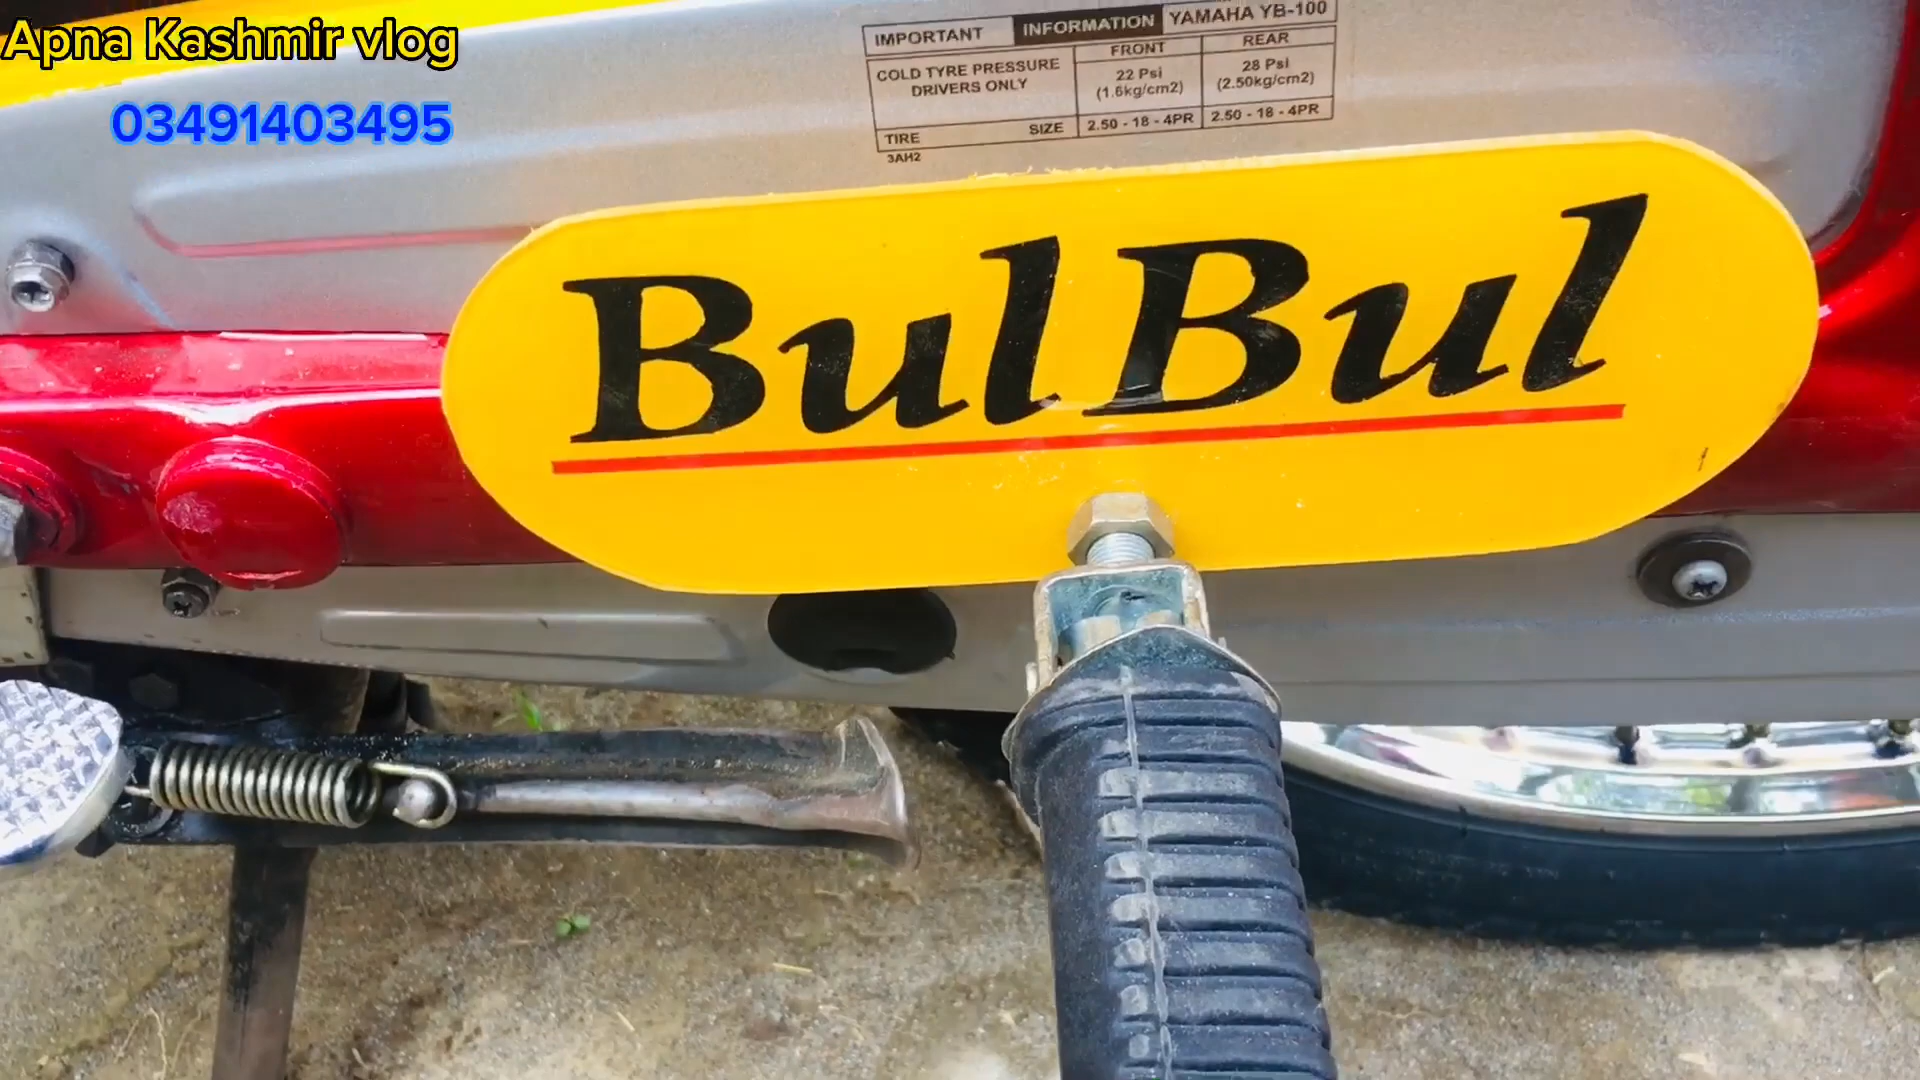 Apna Kashmir vlog
03491403495
IMPORTANT INFORMATION YAMAHA YB-100
FRONT REAR
COLD TYRE PRESSURE DRIVERS ONLY
22 Psi (1.6kg/cm2)
28 Psi (2.50kg/cm2)
TIRE SIZE 2.50 - 18 - 4PR 2.50 - 18 - 4PR
3AH2
BulBul